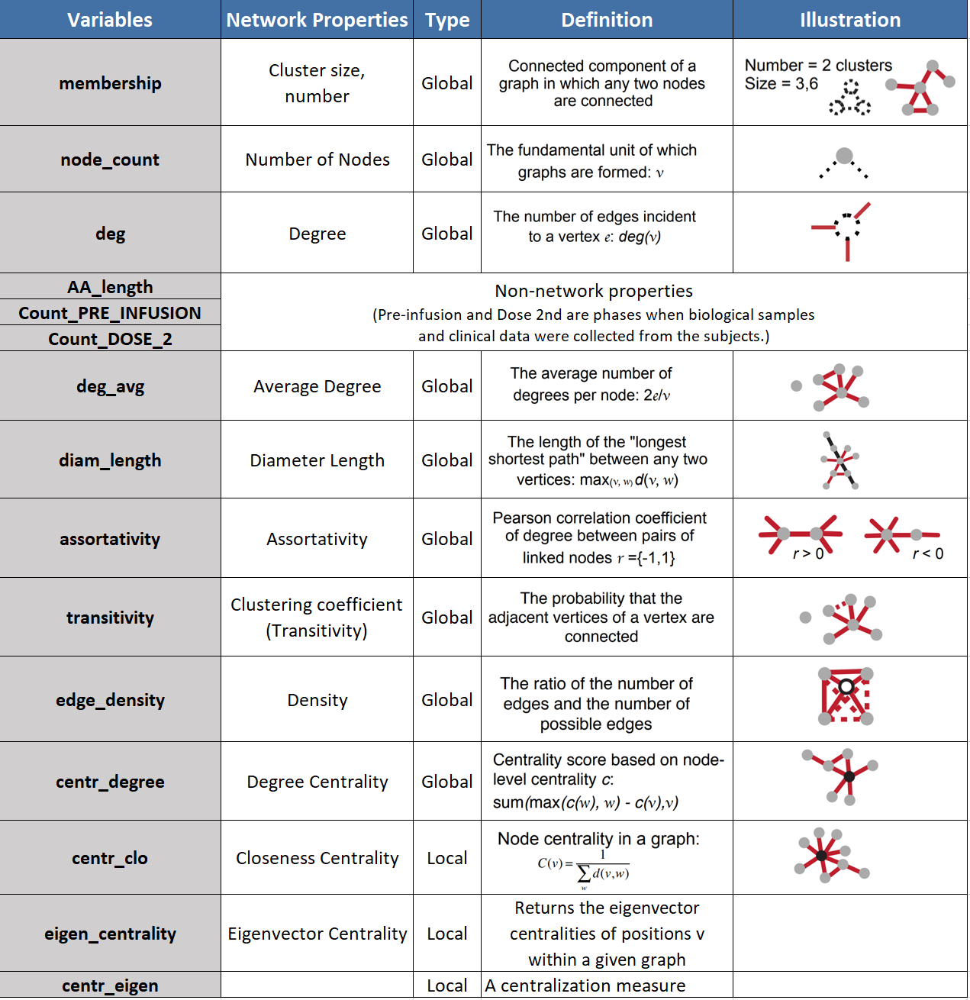 Variables Network Properties Type Definition Illustration
membership
Cluster size,
number
Global
Connected component of a
graph in which any two nodes
are connected
Number = 2 clusters
Size = 3,6
node_count
Number of Nodes
Global
The fundamental unit of which
graphs are formed: v
deg
Degree
Global
The number of edges incident
to a vertex e: deg(v)
AA_length
Count_PRE_INFUSION
Count_DOSE_2
Non-network properties
(Pre-infusion and Dose 2nd are phases when biological samples
and clinical data were collected from the subjects.)
deg_avg
Average Degree
Global
The average number of
degrees per node: 2e/v
diam_length
Diameter Length
Global
The length of the "longest
shortest path" between any two
vertices: max(v, w) d(v, w)
assortativity
Assortativity
Global
Pearson correlation coefficient
of degree between pairs of
linked nodes r ={-1,1}
r > 0
r < 0
transitivity
Clustering coefficient
(Transitivity)
Global
The probability that the
adjacent vertices of a vertex are
connected
edge_density
Density
Global
The ratio of the number of
edges and the number of
possible edges
centr_degree
Degree Centrality
Global
Centrality score based on node-
level centrality c:
sum(max(c(w), w) - c(v),v)
centr_clo
Closeness Centrality
Local
Node centrality in a graph:
C(v)= 1
∑ d(v,w)
w
eigen_centrality
Eigenvector Centrality
Local
Returns the eigenvector
centralities of positions v
within a given graph
centr_eigen
Local
A centralization measure